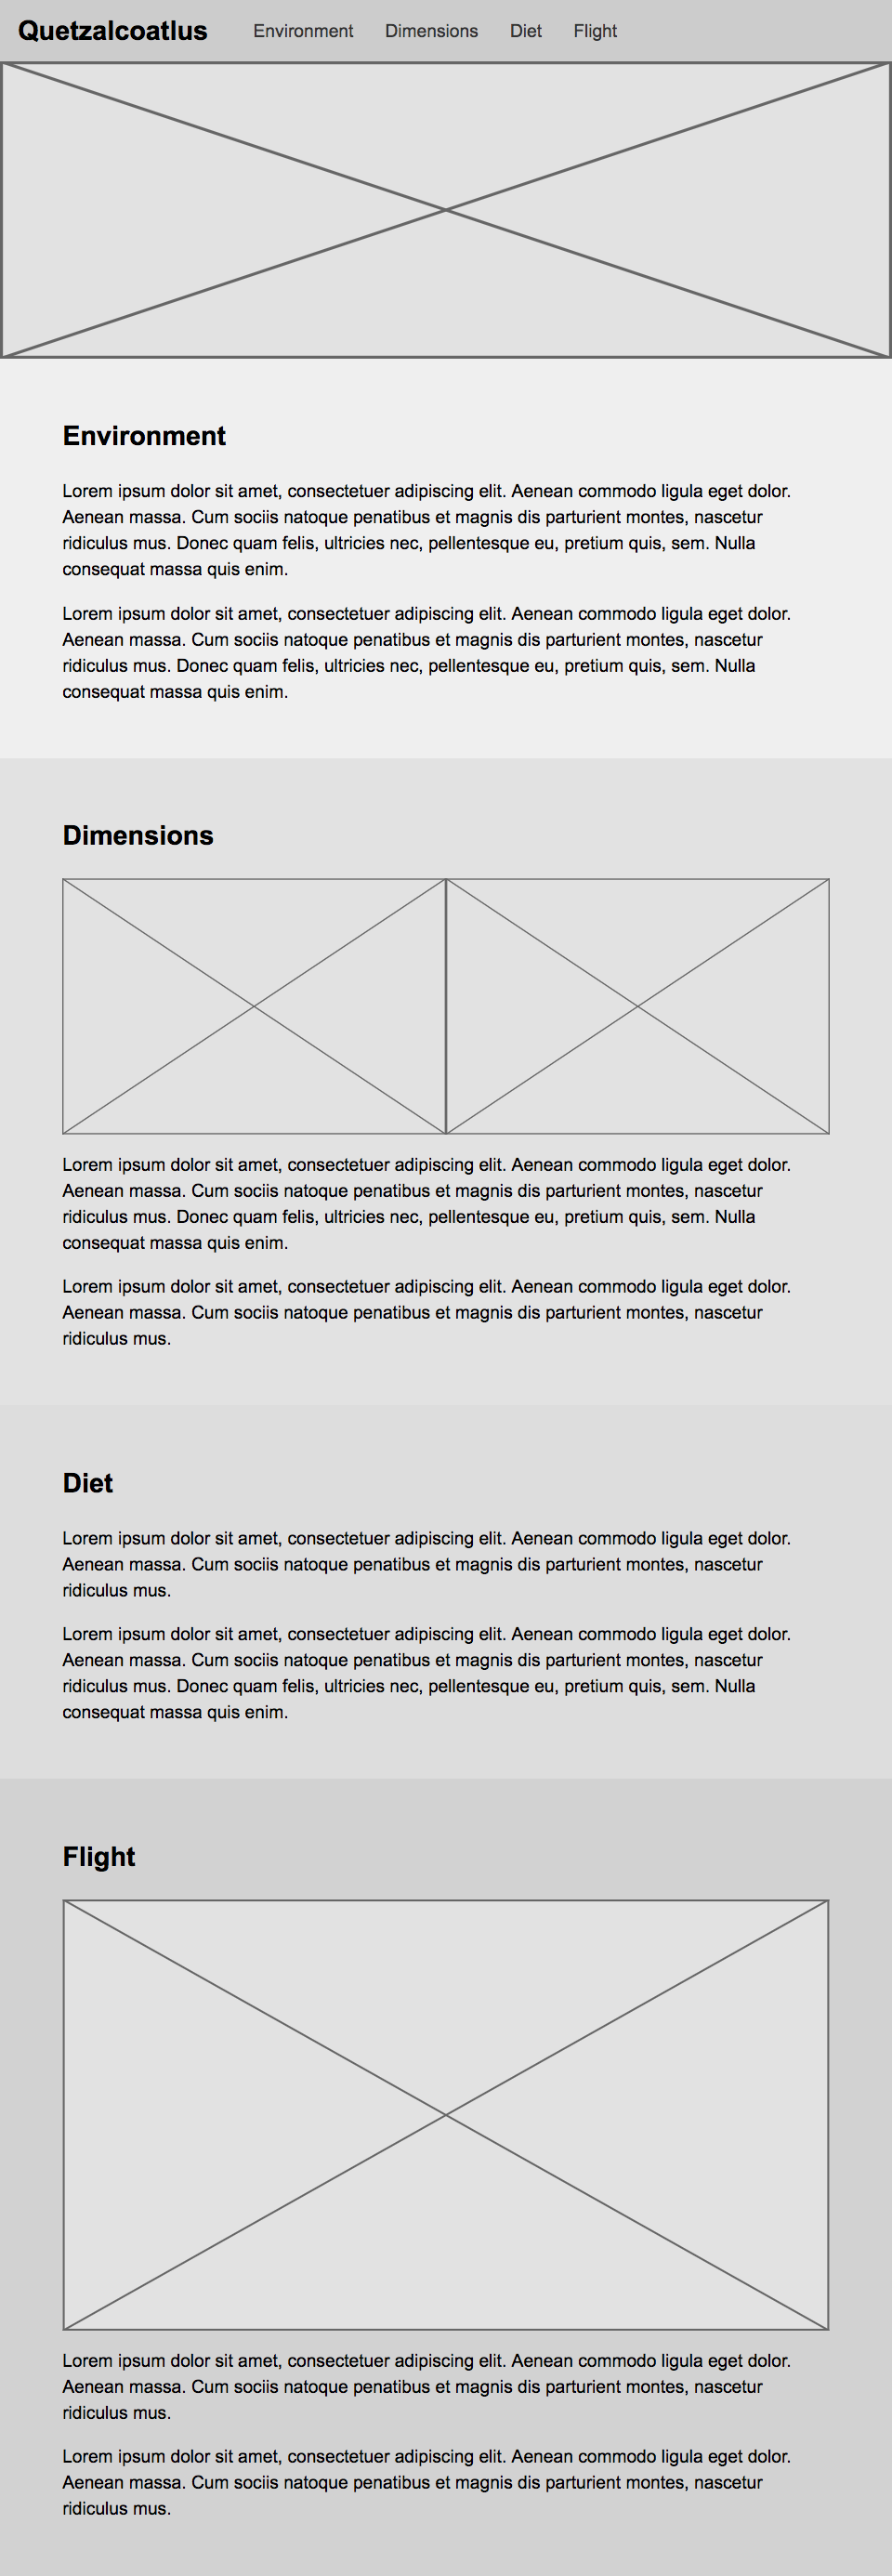 Quetzalcoatlus Environment Dimensions Diet Flight
Environment
Lorem ipsum dolor sit amet, consectetuer adipiscing elit. Aenean commodo ligula eget dolor.
Aenean massa. Cum sociis natoque penatibus et magnis dis parturient montes, nascetur
ridiculus mus. Donec quam felis, ultricies nec, pellentesque eu, pretium quis, sem. Nulla
consequat massa quis enim.
Lorem ipsum dolor sit amet, consectetuer adipiscing elit. Aenean commodo ligula eget dolor.
Aenean massa. Cum sociis natoque penatibus et magnis dis parturient montes, nascetur
ridiculus mus. Donec quam felis, ultricies nec, pellentesque eu, pretium quis, sem. Nulla
consequat massa quis enim.
Dimensions
Lorem ipsum dolor sit amet, consectetuer adipiscing elit. Aenean commodo ligula eget dolor.
Aenean massa. Cum sociis natoque penatibus et magnis dis parturient montes, nascetur
ridiculus mus. Donec quam felis, ultricies nec, pellentesque eu, pretium quis, sem. Nulla
consequat massa quis enim.
Lorem ipsum dolor sit amet, consectetuer adipiscing elit. Aenean commodo ligula eget dolor.
Aenean massa. Cum sociis natoque penatibus et magnis dis parturient montes, nascetur
ridiculus mus.
Diet
Lorem ipsum dolor sit amet, consectetuer adipiscing elit. Aenean commodo ligula eget dolor.
Aenean massa. Cum sociis natoque penatibus et magnis dis parturient montes, nascetur
ridiculus mus.
Lorem ipsum dolor sit amet, consectetuer adipiscing elit. Aenean commodo ligula eget dolor.
Aenean massa. Cum sociis natoque penatibus et magnis dis parturient montes, nascetur
ridiculus mus. Donec quam felis, ultricies nec, pellentesque eu, pretium quis, sem. Nulla
consequat massa quis enim.
Flight
Lorem ipsum dolor sit amet, consectetuer adipiscing elit. Aenean commodo ligula eget dolor.
Aenean massa. Cum sociis natoque penatibus et magnis dis parturient montes, nascetur
ridiculus mus.
Lorem ipsum dolor sit amet, consectetuer adipiscing elit. Aenean commodo ligula eget dolor.
Aenean massa. Cum sociis natoque penatibus et magnis dis parturient montes, nascetur
ridiculus mus.